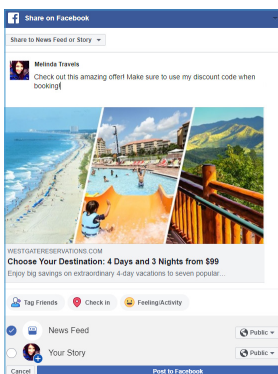 Share on Facebook
Share to News Feed or Story
Melinda Travels
Check out this amazing offer! Make sure to use my discount code when
booking!
WESTGATERESERVATIONS.COM
Choose Your Destination: 4 Days and 3 Nights from $99
Enjoy big savings on extraordinary 4-day vacations to seven popular...
Tag Friends Check in Feeling/Activity
News Feed Public
Your Story Public
Cancel Post to Facebook